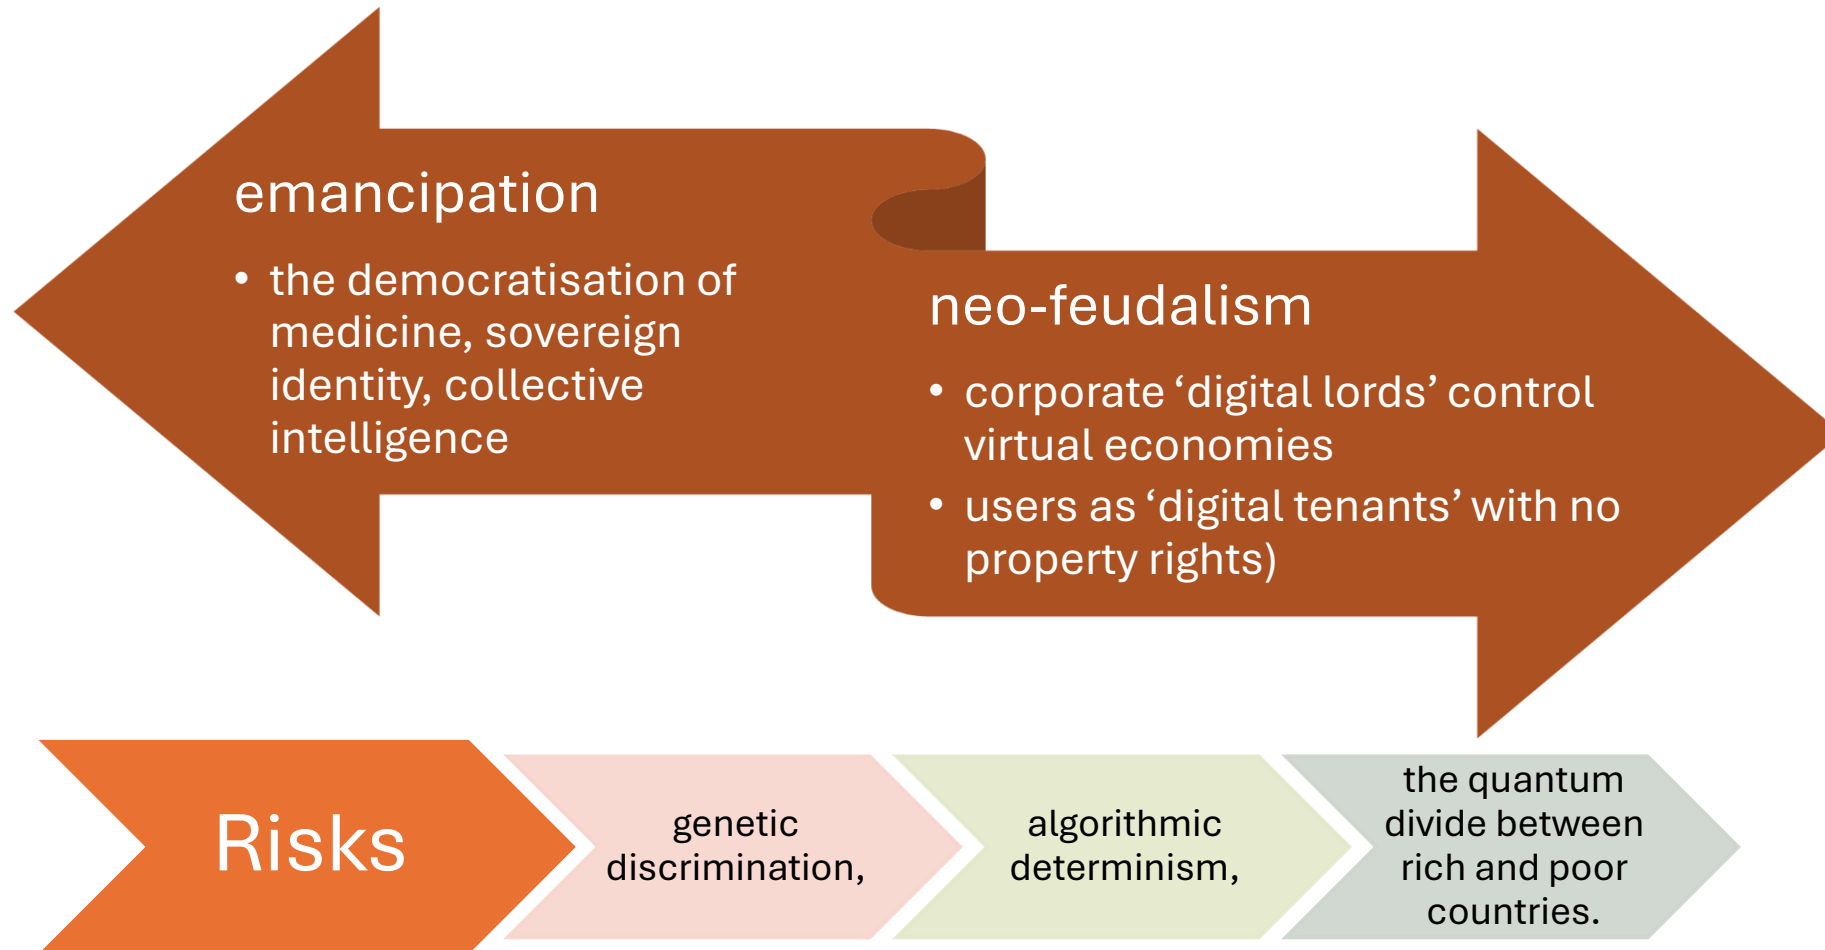 emancipation
• the democratisation of
medicine, sovereign
identity, collective
intelligence
neo-feudalism
• corporate ‘digital lords’ control
virtual economies
• users as ‘digital tenants’ with no
property rights)
Risks
genetic
discrimination,
algorithmic
determinism,
the quantum
divide between
rich and poor
countries.